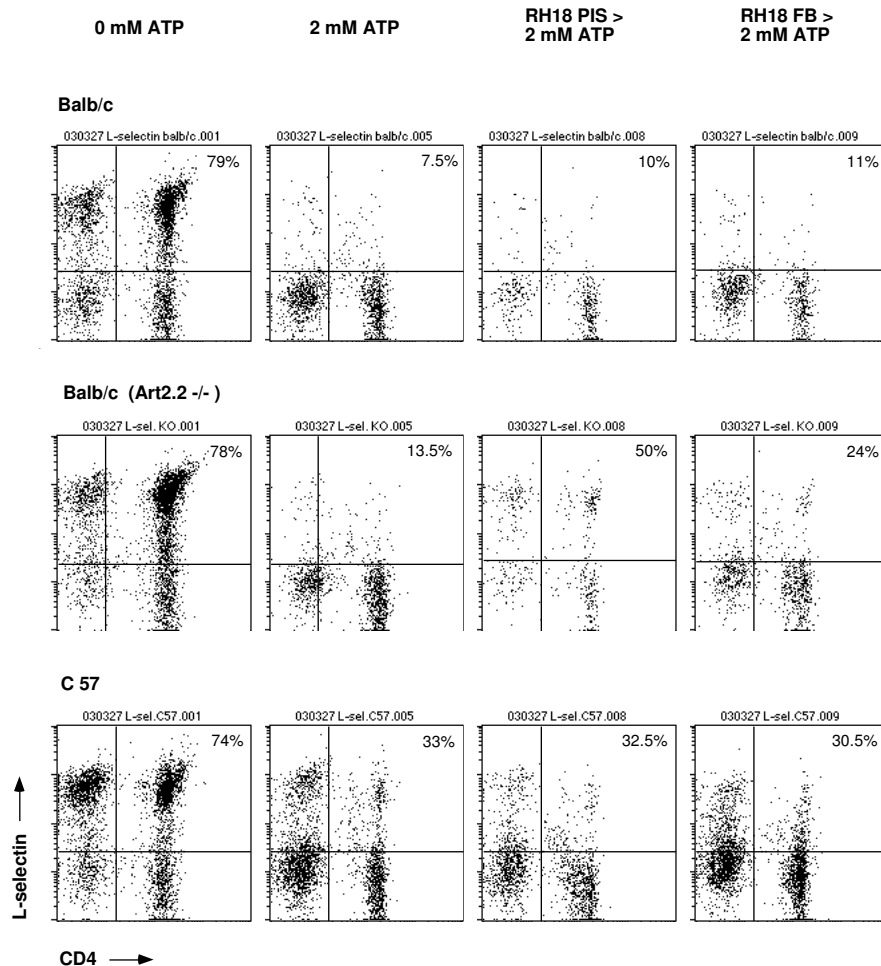 0 mM ATP
2 mM ATP
RH18 PIS >
2 mM ATP
RH18 FB >
2 mM ATP
Balb/c
030327 L-selectin balb/c.001
79%
030327 L-selectin balb/c.005
7.5%
030327 L-selectin balb/c.008
10%
030327 L-selectin balb/c.009
11%
Balb/c (Art2.2 -/- )
030327 L-sel. KO.001
78%
030327 L-sel. KO.005
13.5%
030327 L-sel. KO.008
50%
030327 L-sel. KO.009
24%
C 57
030327 L-sel.C57.001
74%
030327 L-sel.C57.005
33%
030327 L-sel.C57.008
32.5%
030327 L-sel.C57.009
30.5%
L-selectin
CD4